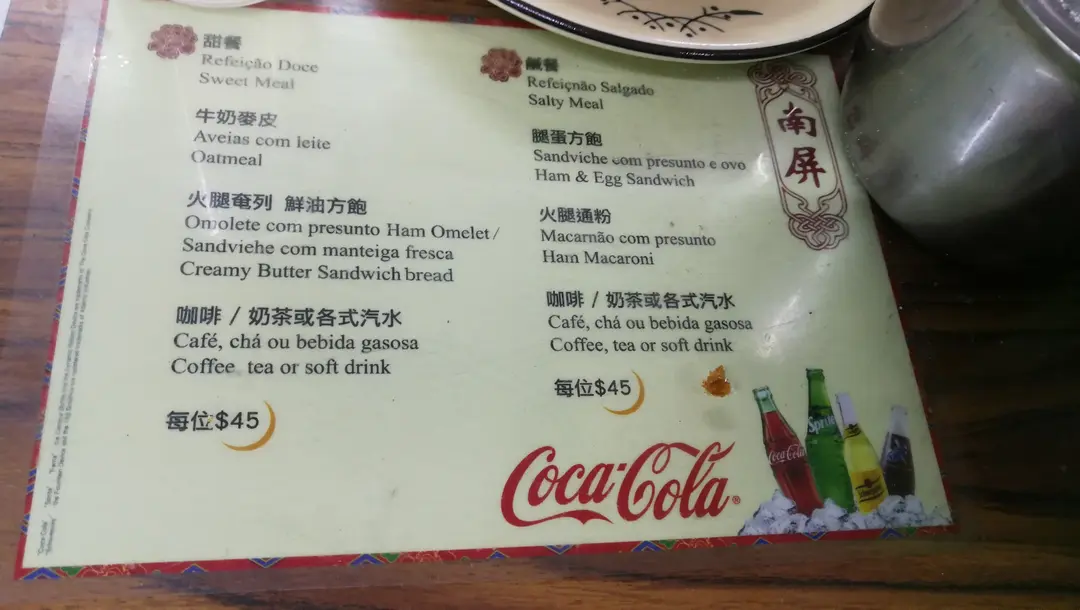 甜餐
Refeição Doce
Sweet Meal
牛奶麥皮
Aveias com leite
Oatmeal
火腿奄列 鮮油方飽
Omolete com presunto Ham Omelet /
Sandviehe com manteiga fresca
Creamy Butter Sandwich bread
咖啡 / 奶茶或各式汽水
Café, chá ou bebida gasosa
Coffee tea or soft drink
每位$45
鹹餐
Refeiçnão Salgado
Salty Meal
腿蛋方飽
Sandviche com presunto e ovo
Ham & Egg Sandwich
火腿通粉
Macarnão com presunto
Ham Macaroni
咖啡 / 奶茶或各式汽水
Café, chá ou bebida gasosa
Coffee, tea or soft drink
每位$45
南屏
Coca-Cola®
Coca-Cola
Sprite